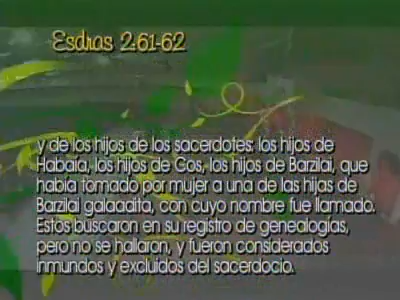 Esdras 2:61-62
y de los hijos de los sacerdotes: los hijos de
Habaía, los hijos de Cos, los hijos de Barzilai, que
había tomado por mujer a una de las hijas de
Barzilai galaadita, con cuyo nombre fue llamado.
Estos buscaron en su registro de genealogías,
pero no se hallaron, y fueron considerados
inmundos y excluidos del sacerdocio.